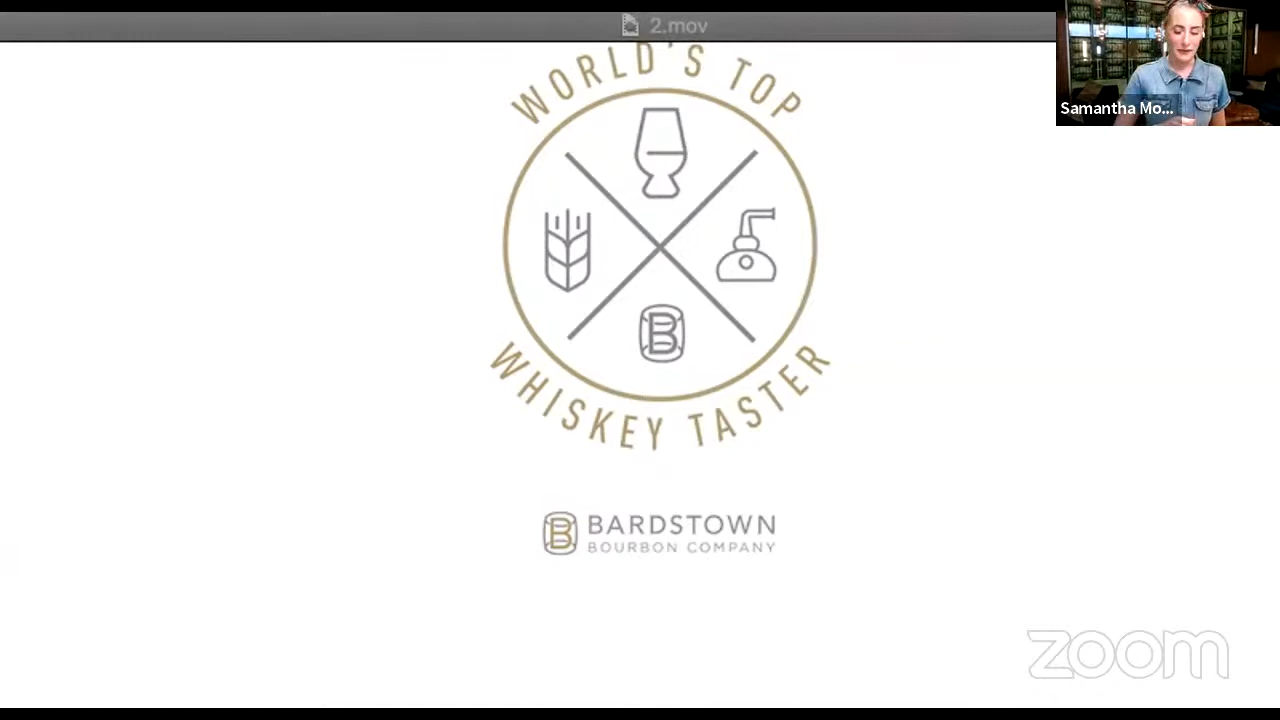 2.mov
WORLD'S TOP
Samantha Mo...
B
WHISKEY TASTER
B BARDSTOWN
BOURBON COMPANY
zoom